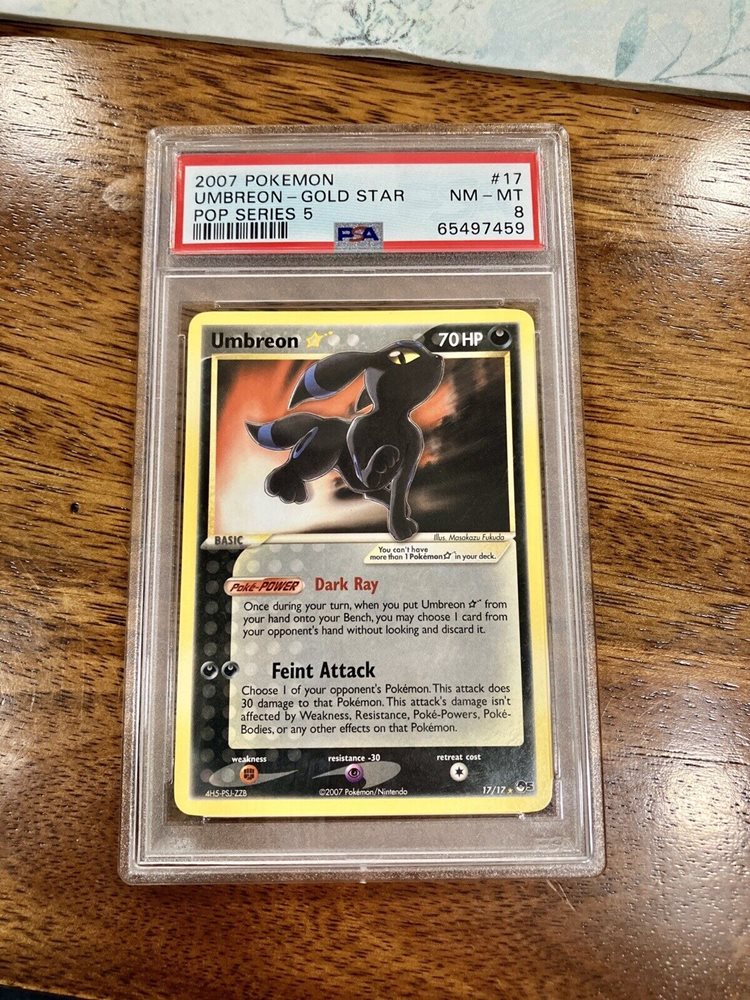 2007 POKEMON #17
UMBREON - GOLD STAR NM - MT
POP SERIES 5 8
PSA 65497459
Umbreon ☆ 70 HP
BASIC
Illus. Masakazu Fukuda
You can't have
more than 1 Pokémon☆ in your deck.
Poké-POWER Dark Ray
Once during your turn, when you put Umbreon ☆ from
your hand onto your Bench, you may choose 1 card from
your opponent's hand without looking and discard it.
Feint Attack
Choose 1 of your opponent's Pokémon. This attack does
30 damage to that Pokémon. This attack's damage isn't
affected by Weakness, Resistance, Poké-Powers, Poké-
Bodies, or any other effects on that Pokémon.
weakness resistance -30 retreat cost
4H5-PSJ-ZZB ©2007 Pokémon/Nintendo 17/17 ★ 5